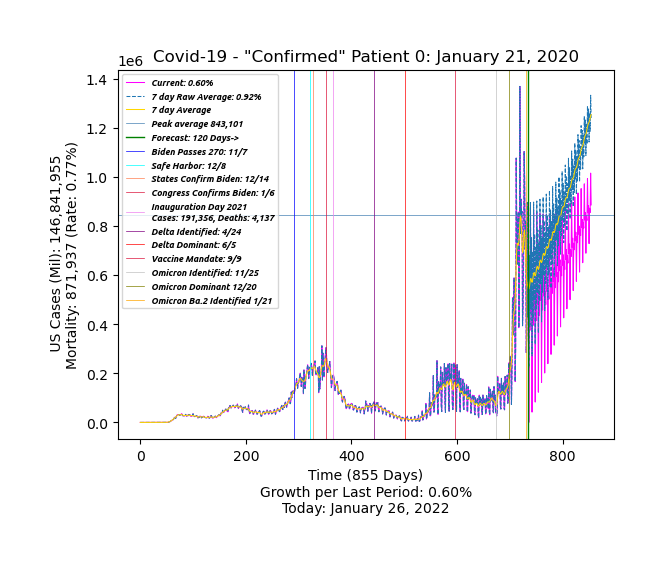 Covid-19 - "Confirmed" Patient 0: January 21, 2020
1e6
1.4
1.2
1.0
0.8
0.6
0.4
0.2
0.0
US Cases (Mil): 146,841,955
Mortality: 871,937 (Rate: 0.77%)
Current: 0.60%
7 day Raw Average: 0.92%
7 day Average
Peak average 843,101
Forecast: 120 Days->
Biden Passes 270: 11/7
Safe Harbor: 12/8
States Confirm Biden: 12/14
Congress Confirms Biden: 1/6
Inauguration Day 2021
Cases: 191,356, Deaths: 4,137
Delta Identified: 4/24
Delta Dominant: 6/5
Vaccine Mandate: 9/9
Omicron Identified: 11/25
Omicron Dominant 12/20
Omicron Ba.2 Identified 1/21
0 200 400 600 800
Time (855 Days)
Growth per Last Period: 0.60%
Today: January 26, 2022